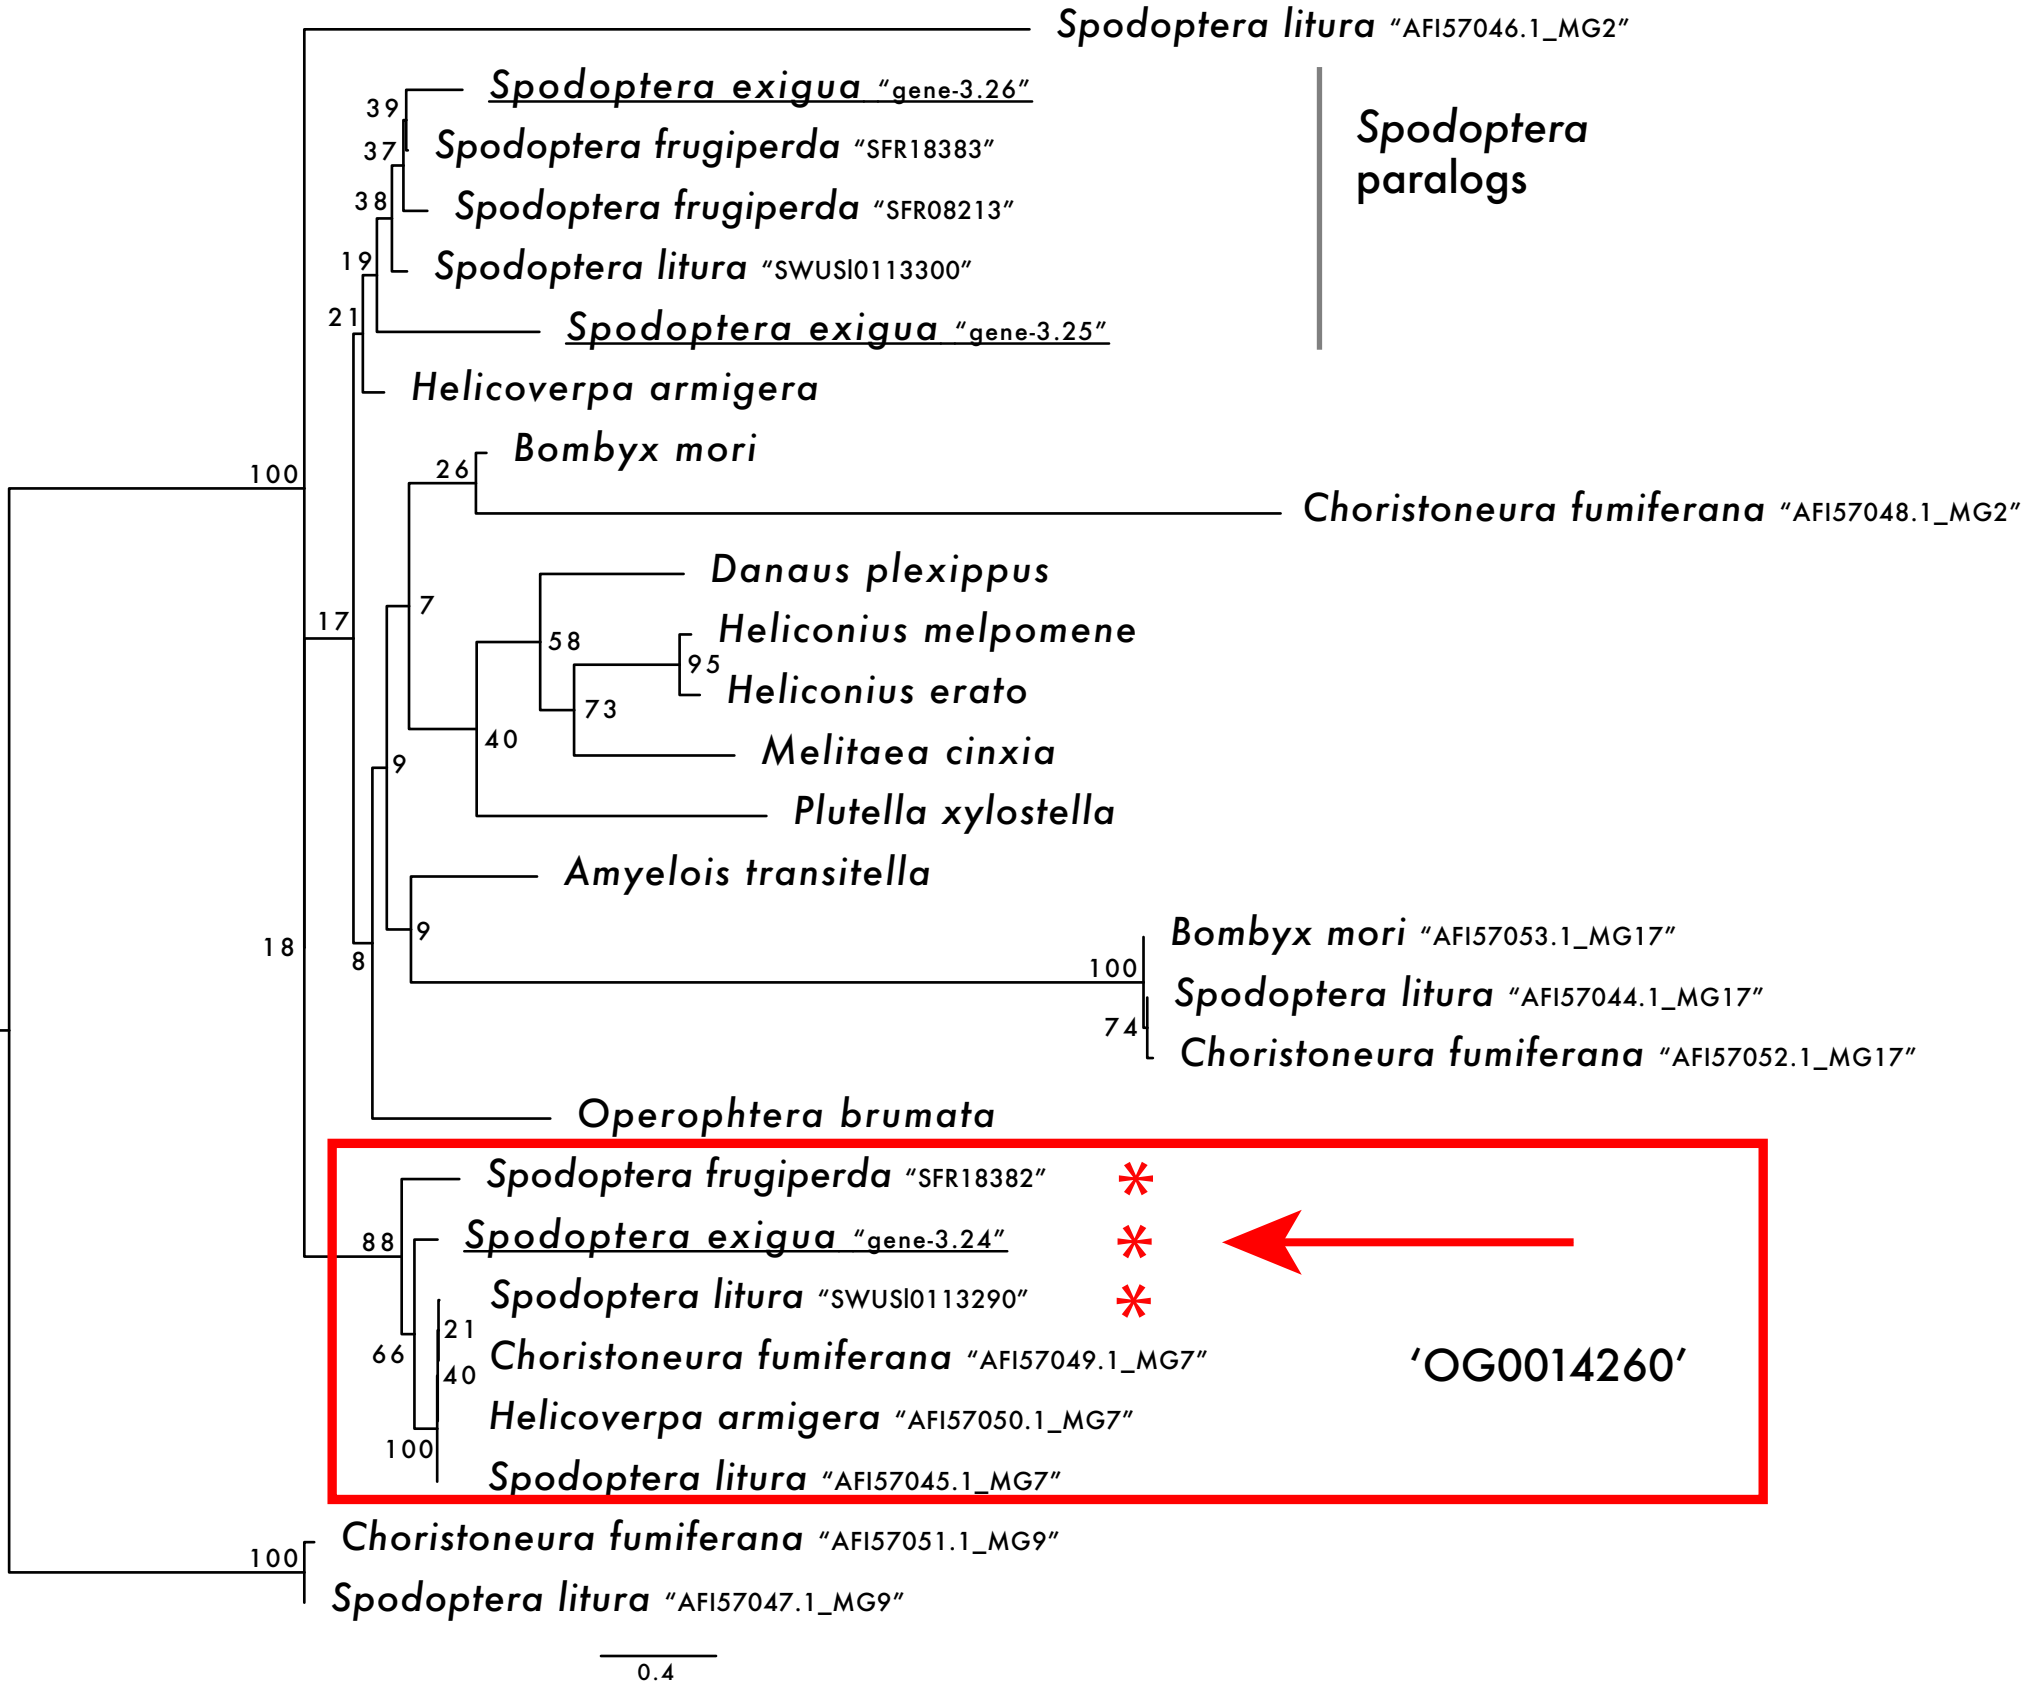 Spodoptera litura “AFI57046.1_MG2”
Spodoptera exigua “gene-3.26”
39
Spodoptera
paralogs
Spodoptera frugiperda “SFR18383”
37
Spodoptera frugiperda “SFR08213”
38
Spodoptera litura “SWUSl0113300”
19
Spodoptera exigua “gene-3.25”
21
Helicoverpa armigera
Bombyx mori
26
100
Choristoneura fumiferana “AFI57048.1_MG2”
Danaus plexippus
7
17
Heliconius melpomene
58
95
Heliconius erato
73
40
Melitaea cinxia
9
Plutella xylostella
Amyelois transitella
9
Bombyx mori “AFI57053.1_MG17”
18
8
100
Spodoptera litura “AFI57044.1_MG17”
74
Choristoneura fumiferana “AFI57052.1_MG17”
Operophtera brumata
Spodoptera frugiperda “SFR18382” *
88
Spodoptera exigua “gene-3.24” *
Spodoptera litura “SWUSl0113290” *
21
66
Choristoneura fumiferana “AFI57049.1_MG7”
‘OG0014260’
40
Helicoverpa armigera “AFI57050.1_MG7”
100
Spodoptera litura “AFI57045.1_MG7”
Choristoneura fumiferana “AFI57051.1_MG9”
100
Spodoptera litura “AFI57047.1_MG9”
0.4